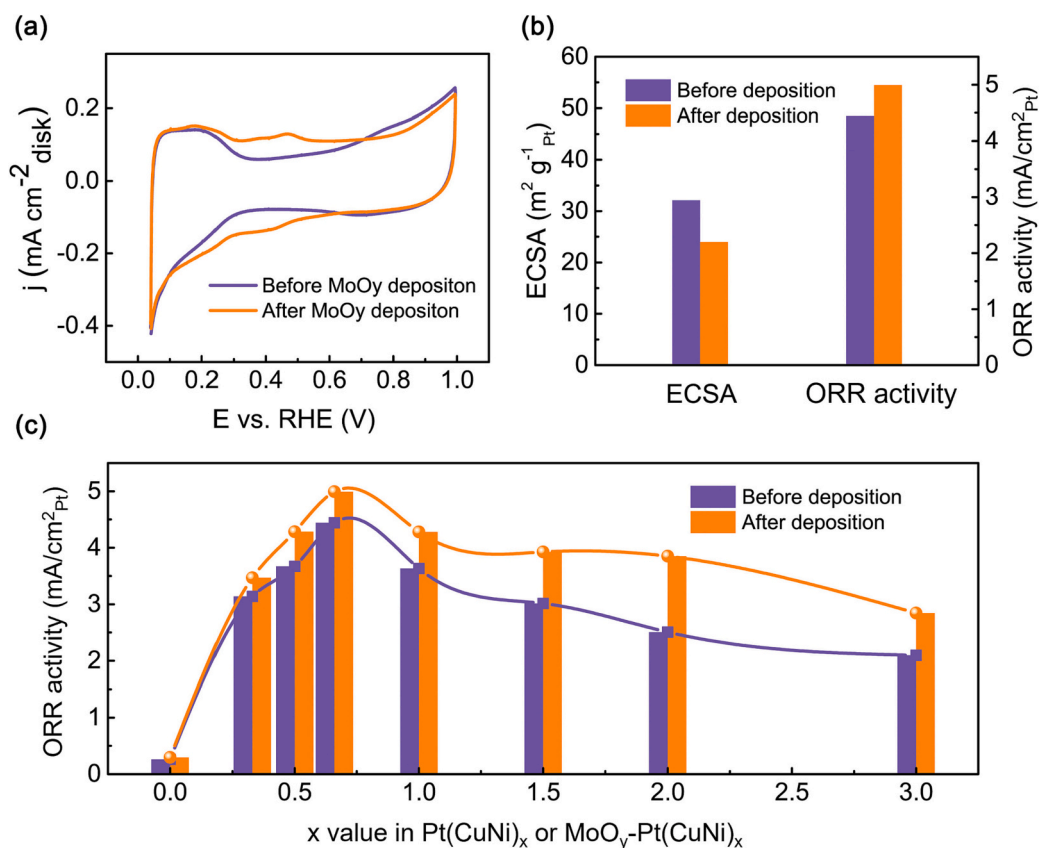 (a)
0.2
0.0
-0.2
-0.4
j (mA cm⁻² disk)
Before MoOy depositon
After MoOy depositon
0.0 0.2 0.4 0.6 0.8 1.0
E vs. RHE (V)
(b)
60
50
40
30
20
10
0
ECSA (m² g⁻¹Pt)
Before deposition
After deposition
5
4
3
2
1
0
ORR activity (mA/cm²Pt)
ECSA ORR activity
(c)
5
4
3
2
1
0
ORR activity (mA/cm²Pt)
Before deposition
After deposition
0.0 0.5 1.0 1.5 2.0 2.5 3.0
x value in Pt(CuNi)ₓ or MoOy-Pt(CuNi)ₓ